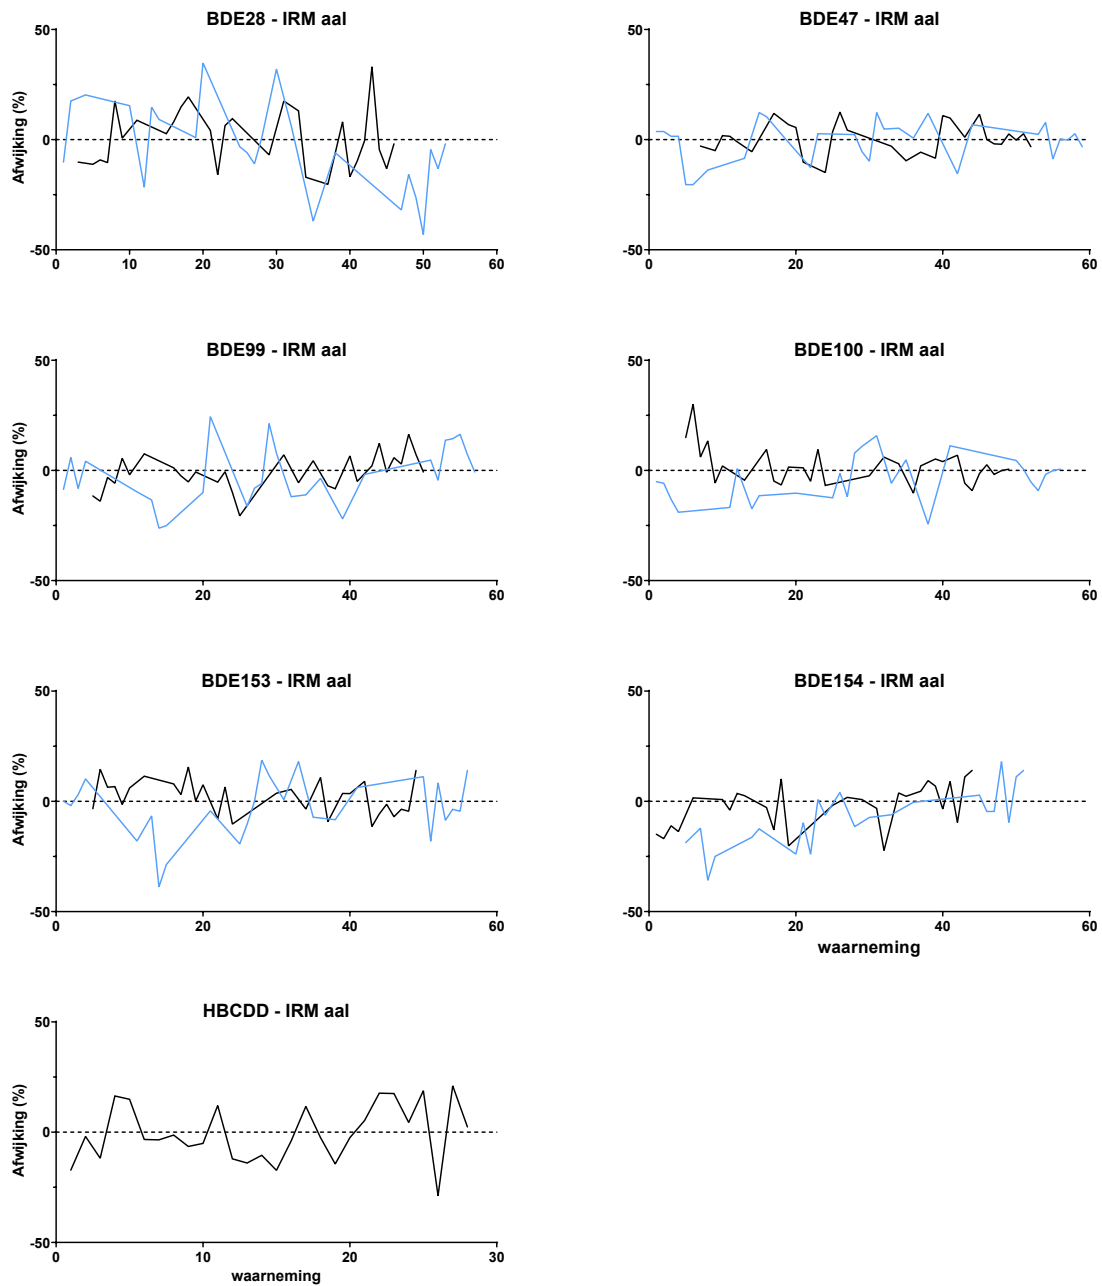 BDE28 - IRM aal
Afwijking (%)
50
0
-50
0 10 20 30 40 50 60
BDE47 - IRM aal
50
0
-50
0 20 40 60
BDE99 - IRM aal
Afwijking (%)
50
0
-50
0 20 40 60
BDE100 - IRM aal
50
0
-50
0 20 40 60
BDE153 - IRM aal
50
0
-50
0 20 40 60
BDE154 - IRM aal
50
0
-50
0 20 40 60
waarneming
HBCDD - IRM aal
Afwijking (%)
50
0
-50
0 10 20 30
waarneming